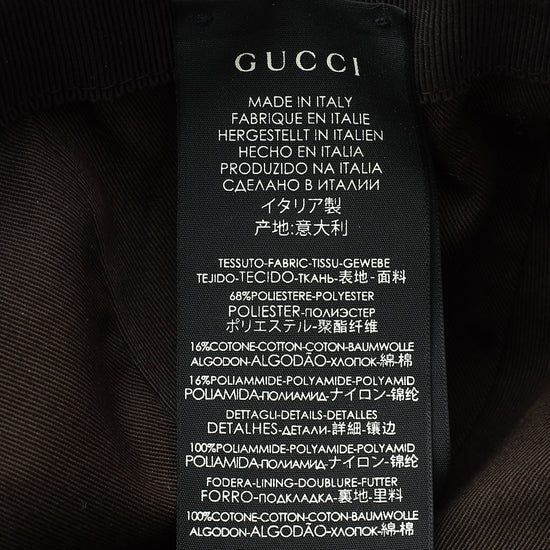 GUCCI
MADE IN ITALY
FABRIQUE EN ITALIE
HERGESTELLT IN ITALIEN
HECHO EN ITALIA
PRODUZIDO NA ITALIA
СДЕЛАНО В ИТАЛИИ
イタリア製
产地:意大利
TESSUTO-FABRIC-TISSU-GEWEBE
TEJIDO-TECIDO-ТКАНЬ-表地-面料
68%POLIESTERE-POLYESTER
POLIESTER-ПОЛИЭСТЕР
ポリエステル-聚酯纤维
16%COTONE-COTTON-COTON-BAUMWOLLE
ALGODON-ALGODÃO-ХЛОПОК-綿-棉
16%POLIAMMIDE-POLYAMIDE-POLYAMID
POLIAMIDA-ПОЛИАМИД-ナイロン-锦纶
DETTAGLI-DETAILS-DETALLES
DETALHES-ДЕТАЛИ-詳細-镶边
100%POLIAMMIDE-POLYAMIDE-POLYAMID
POLIAMIDA-ПОЛИАМИД-ナイロン-锦纶
FODERA-LINING-DOUBLURE-FUTTER
FORRO-ПОДКЛАДКА-裏地-里料
100%COTONE-COTTON-COTON-BAUMWOLLE
ALGODON-ALGODÃO-ХЛОПОК-綿-棉